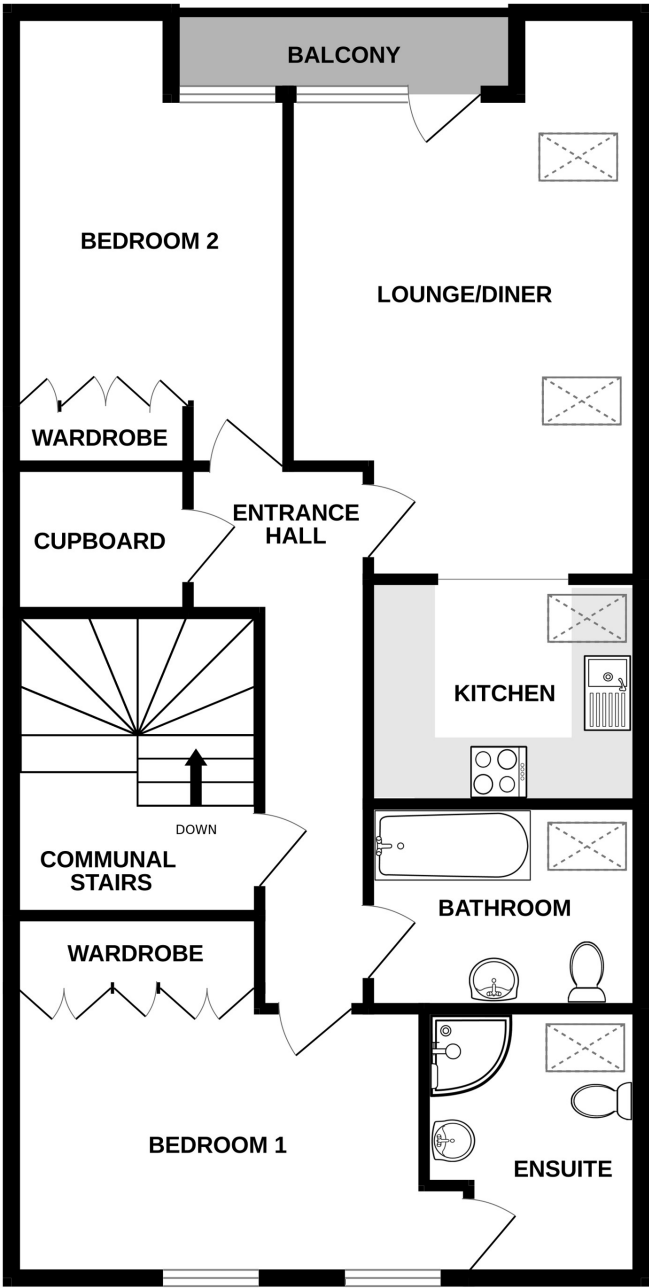 BALCONY
BEDROOM 2
LOUNGE/DINER
WARDROBE
ENTRANCE
HALL
CUPBOARD
KITCHEN
DOWN
COMMUNAL
STAIRS
BATHROOM
WARDROBE
BEDROOM 1
ENSUITE